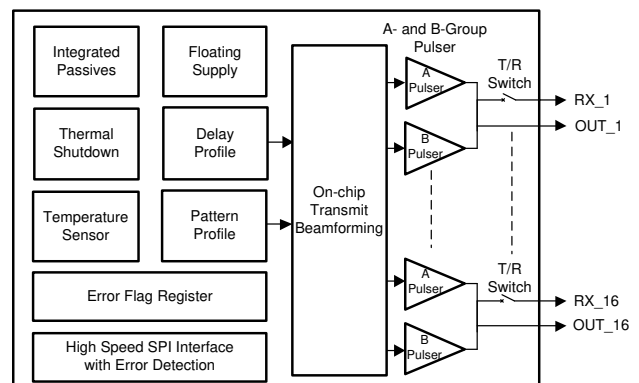 A- and B-Group
Pulser
Integrated
Passives
Floating
Supply
Thermal
Shutdown
Delay
Profile
Temperature
Sensor
Pattern
Profile
Error Flag Register
High Speed SPI Interface
with Error Detection
On-chip
Transmit
Beamforming
A
Pulser
B
Pulser
T/R
Switch
RX_1
OUT_1
A
Pulser
B
Pulser
T/R
Switch
RX_16
OUT_16